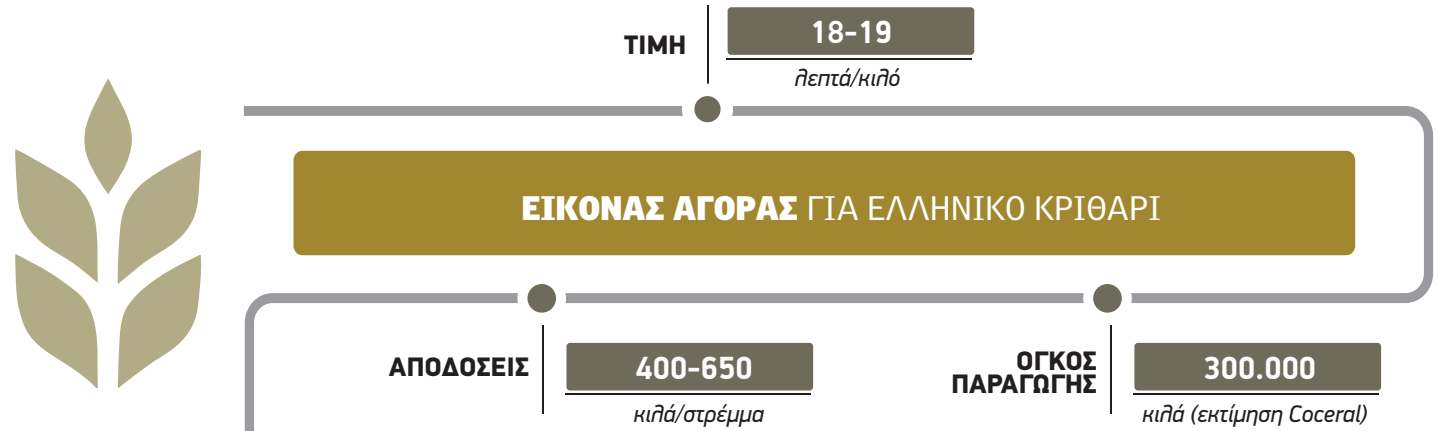 ΤΙΜΗ
18-19
λεπτά/κιλό
ΕΙΚΟΝΑΣ ΑΓΟΡΑΣ ΓΙΑ ΕΛΛΗΝΙΚΟ ΚΡΙΘΑΡΙ
ΑΠΟΔΟΣΕΙΣ
400-650
κιλά/στρέμμα
ΟΓΚΟΣ
ΠΑΡΑΓΩΓΗΣ
300.000
κιλά (εκτίμηση Coceral)